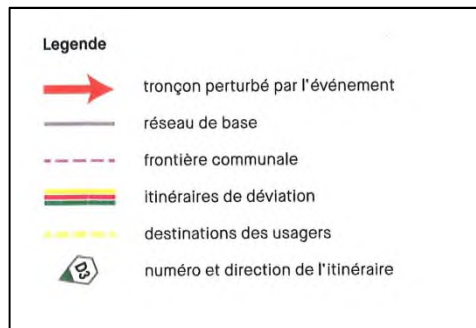 Legende
tronçon perturbé par l'événement
réseau de base
frontière communale
itinéraires de déviation
destinations des usagers
D3 numéro et direction de l'itinéraire